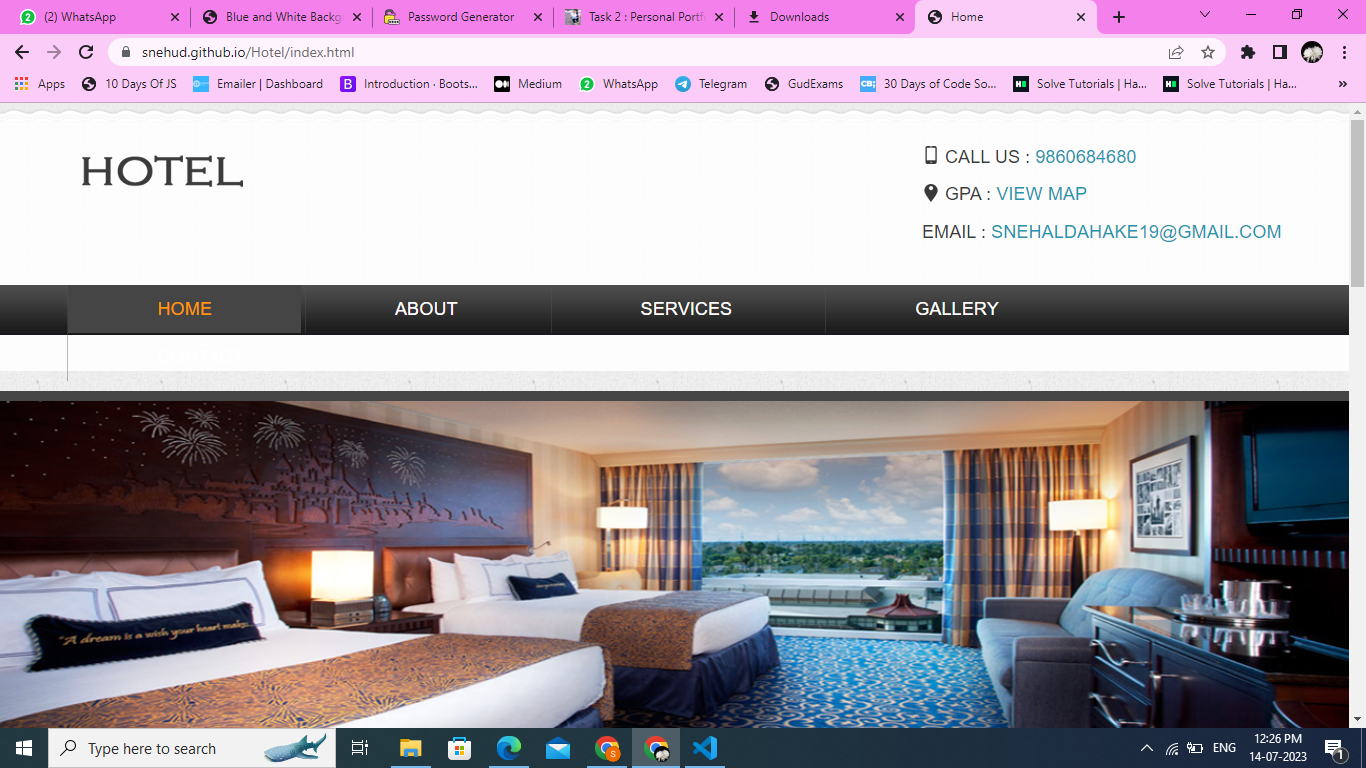 (2) WhatsApp
Blue and White Backg
Password Generator
Task 2 : Personal Portf
Downloads
Home
snehud.github.io/Hotel/index.html
Apps
10 Days Of JS
Emailer | Dashboard
B Introduction · Boots...
Medium
2 WhatsApp
Telegram
GudExams
CB; 30 Days of Code So...
Solve Tutorials | Ha...
Solve Tutorials | Ha...
»
HOTEL
CALL US : 9860684680
GPA : VIEW MAP
EMAIL : SNEHALDAHAKE19@GMAIL.COM
HOME
ABOUT
SERVICES
GALLERY
CONTACT
"A dream is a wish your heart makes
Type here to search
S
ENG
12:26 PM
14-07-2023
1